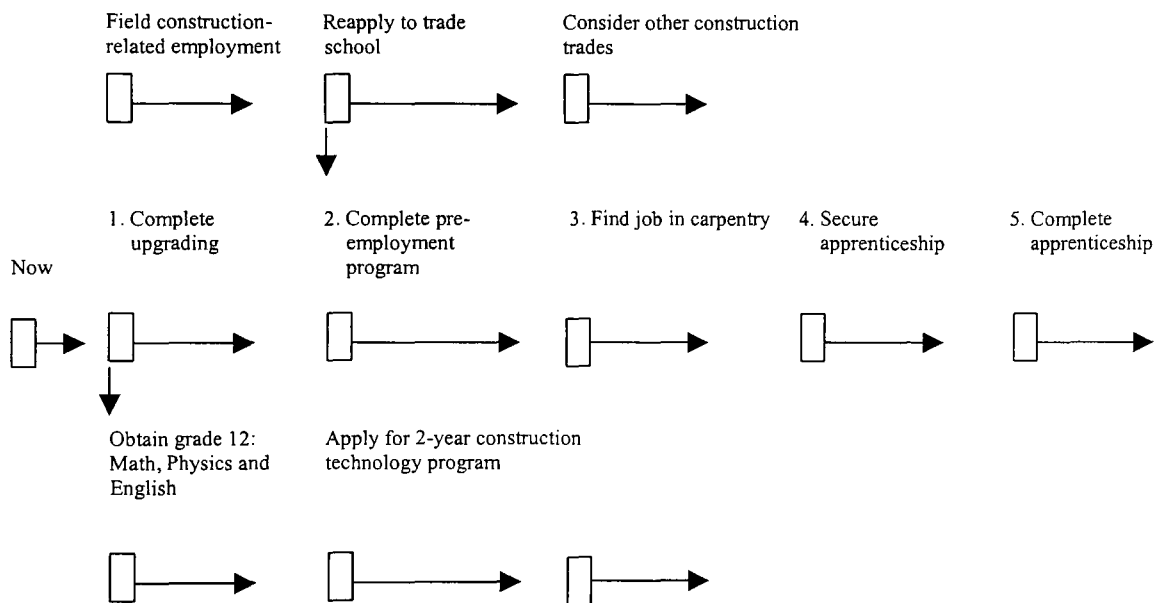 Field construction-
related employment
Reapply to trade
school
Consider other construction
trades
1. Complete
upgrading
2. Complete pre-
employment
program
3. Find job in carpentry
4. Secure
apprenticeship
5. Complete
apprenticeship
Now
Obtain grade 12:
Math, Physics and
English
Apply for 2-year construction
technology program